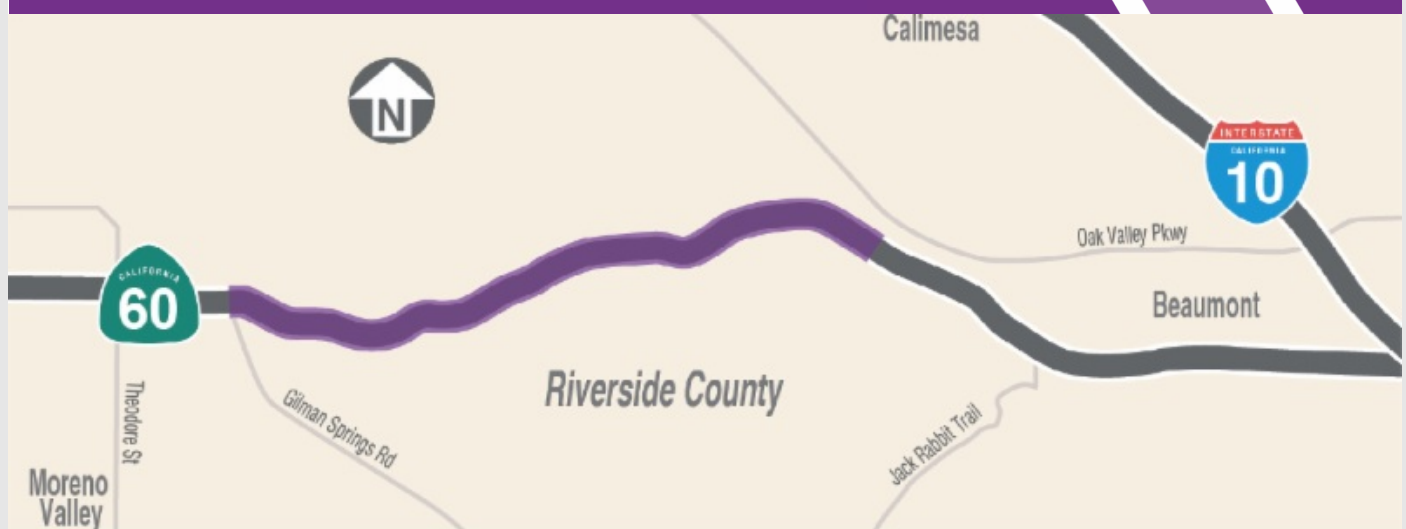 Calimesa
N
INTERSTATE
CALIFORNIA
10
Oak Valley Pkwy
CALIFORNIA
60
Beaumont
Riverside County
Theodore St
Gilman Springs Rd
Jack Rabbit Trail
Moreno
Valley